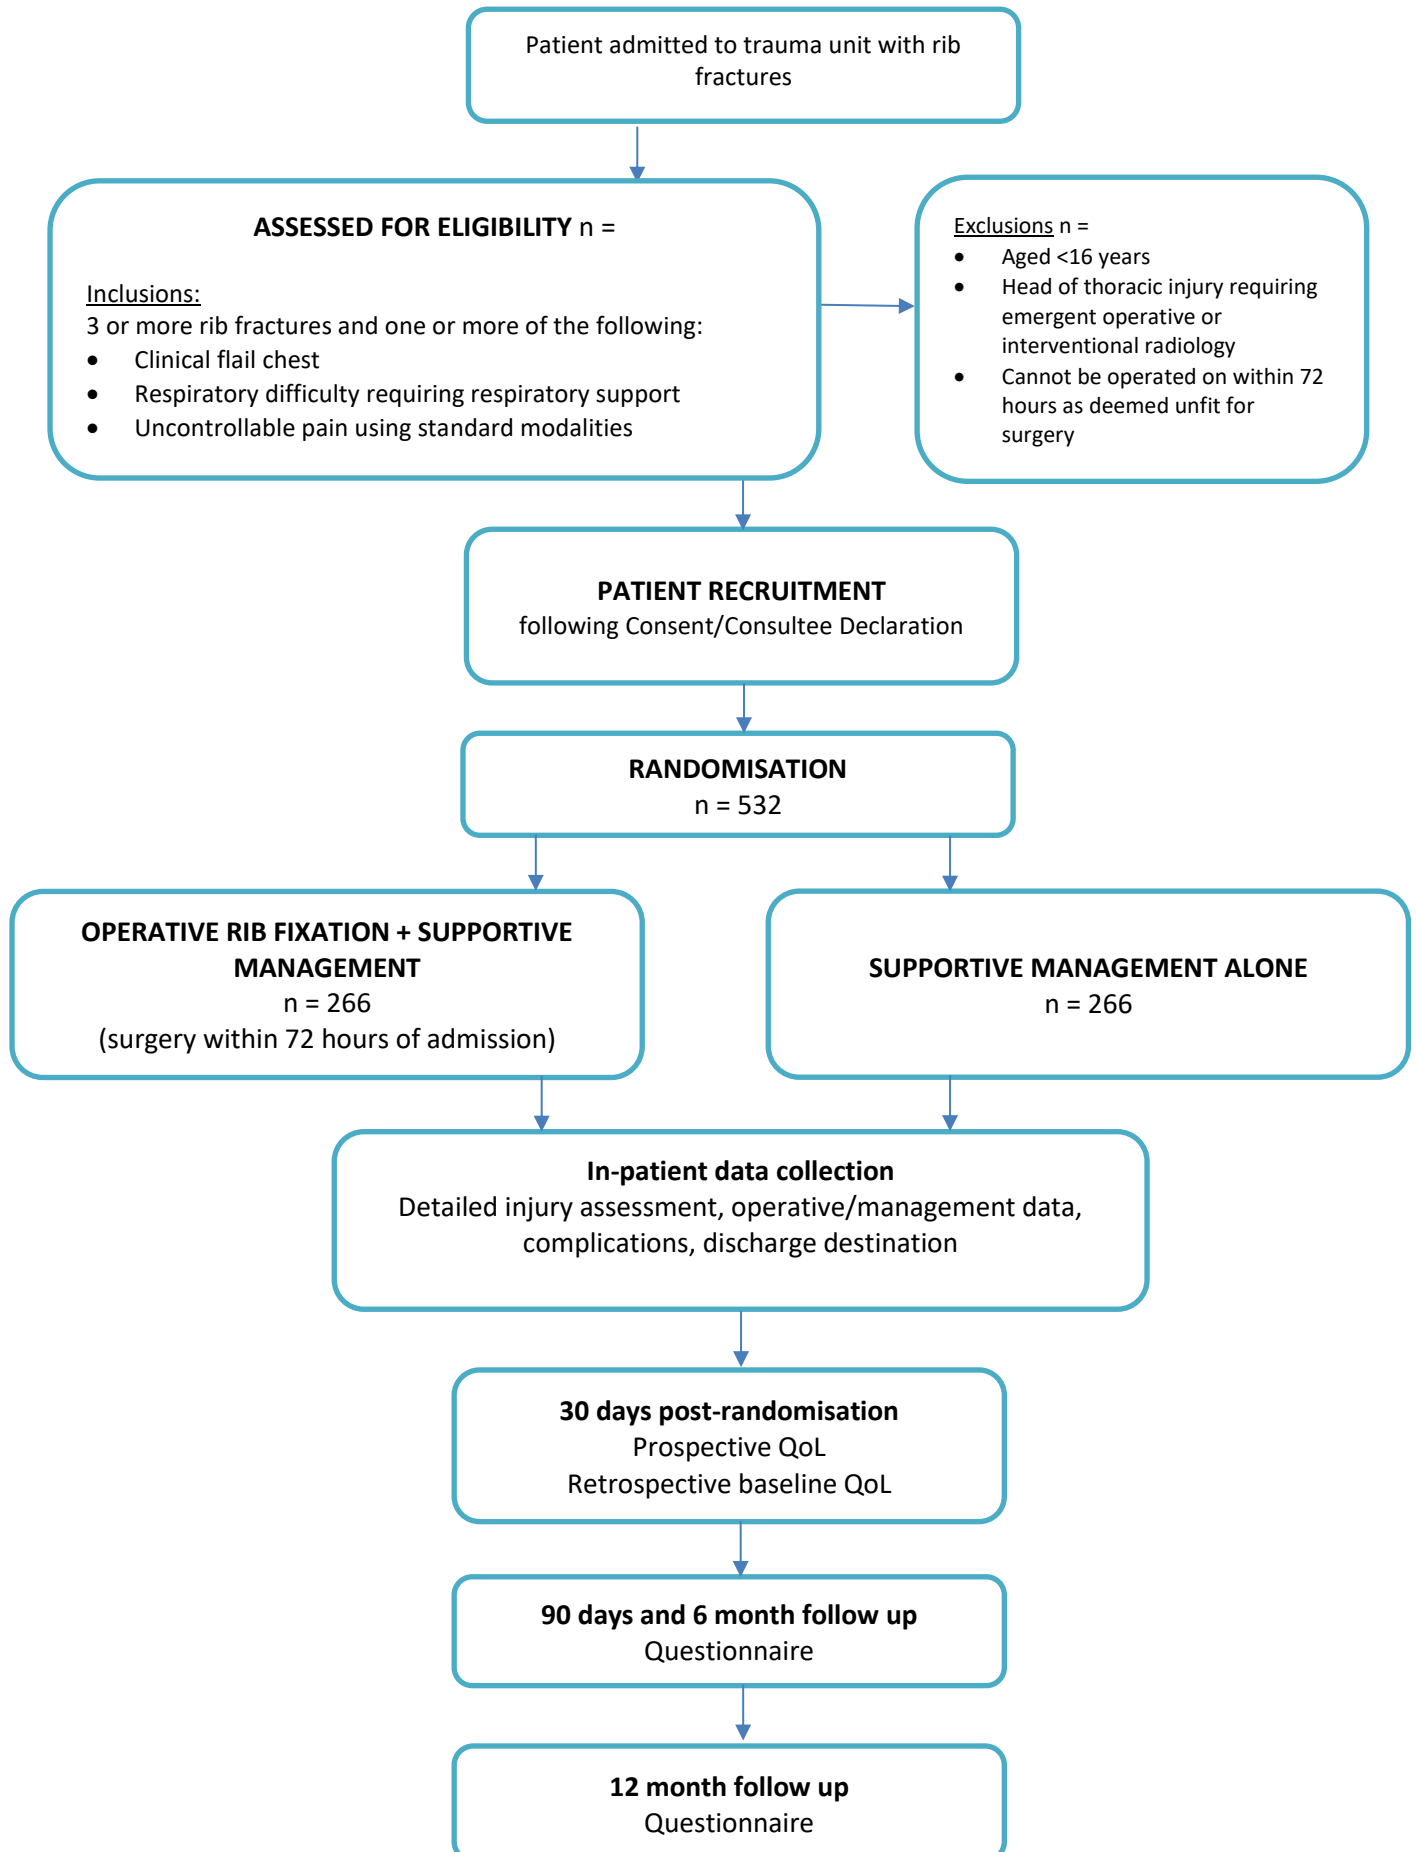 Patient admitted to trauma unit with rib
fractures
ASSESSED FOR ELIGIBILITY n =
Inclusions:
3 or more rib fractures and one or more of the following:
• Clinical flail chest
• Respiratory difficulty requiring respiratory support
• Uncontrollable pain using standard modalities
Exclusions n =
• Aged <16 years
• Head of thoracic injury requiring
emergent operative or
interventional radiology
• Cannot be operated on within 72
hours as deemed unfit for
surgery
PATIENT RECRUITMENT
following Consent/Consultee Declaration
RANDOMISATION
n = 532
OPERATIVE RIB FIXATION + SUPPORTIVE
MANAGEMENT
n = 266
(surgery within 72 hours of admission)
SUPPORTIVE MANAGEMENT ALONE
n = 266
In-patient data collection
Detailed injury assessment, operative/management data,
complications, discharge destination
30 days post-randomisation
Prospective QoL
Retrospective baseline QoL
90 days and 6 month follow up
Questionnaire
12 month follow up
Questionnaire